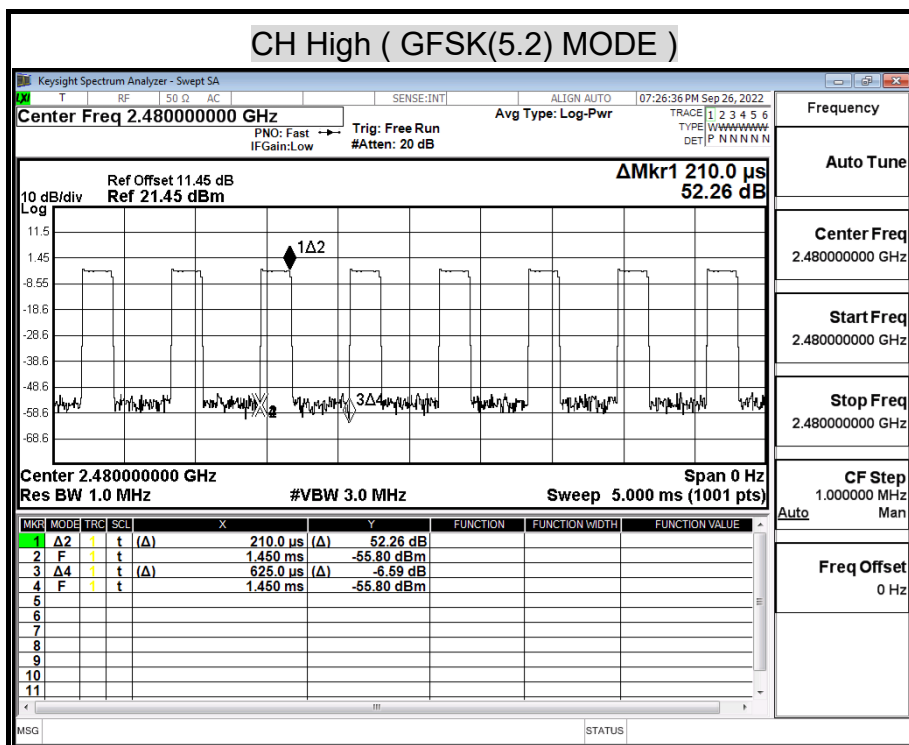 CH High ( GFSK(5.2) MODE )
Keysight Spectrum Analyzer - Swept SA
LXI T RF 50 Ω AC SENSE:INT ALIGN AUTO 07:26:36 PM Sep 26, 2022
Center Freq 2.480000000 GHz
PNO: Fast
IFGain:Low
Trig: Free Run
#Atten: 20 dB
Avg Type: Log-Pwr
TRACE 1 2 3 4 5 6
TYPE WWWWWW
DET P N N N N N
ΔMkr1 210.0 µs
52.26 dB
Ref Offset 11.45 dB
10 dB/div Ref 21.45 dBm
Log
11.5
1.45
-8.55
-18.6
-28.6
-38.6
-48.6
-58.6
-68.6
1Δ2
3Δ4
Center 2.480000000 GHz Span 0 Hz
Res BW 1.0 MHz #VBW 3.0 MHz Sweep 5.000 ms (1001 pts)
MKR MODE TRC SCL X Y FUNCTION FUNCTION WIDTH FUNCTION VALUE
1 Δ2 1 t (Δ) 210.0 µs (Δ) 52.26 dB
2 F 1 t 1.450 ms -55.80 dBm
3 Δ4 1 t (Δ) 625.0 µs (Δ) -6.59 dB
4 F 1 t 1.450 ms -55.80 dBm
5
6
7
8
9
10
11
MSG STATUS
Frequency
Auto Tune
Center Freq
2.480000000 GHz
Start Freq
2.480000000 GHz
Stop Freq
2.480000000 GHz
CF Step
1.000000 MHz
Auto Man
Freq Offset
0 Hz